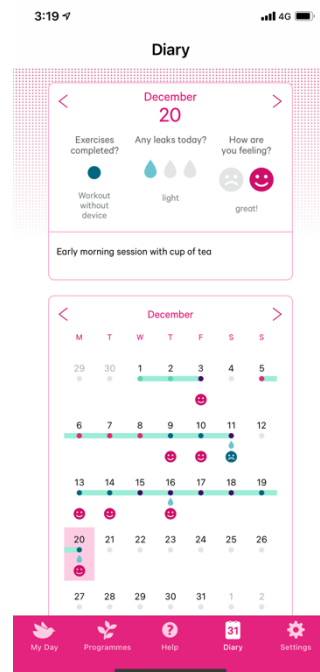 3:19
4G
Diary
December
20
Exercises completed?
Any leaks today?
How are you feeling?
Workout without device
light
great!
Early morning session with cup of tea
December
M T W T F S S
29 30 1 2 3 4 5
6 7 8 9 10 11 12
13 14 15 16 17 18 19
20 21 22 23 24 25 26
27 28 29 30 31 1 2
31
My Day Programmes Help Diary Settings